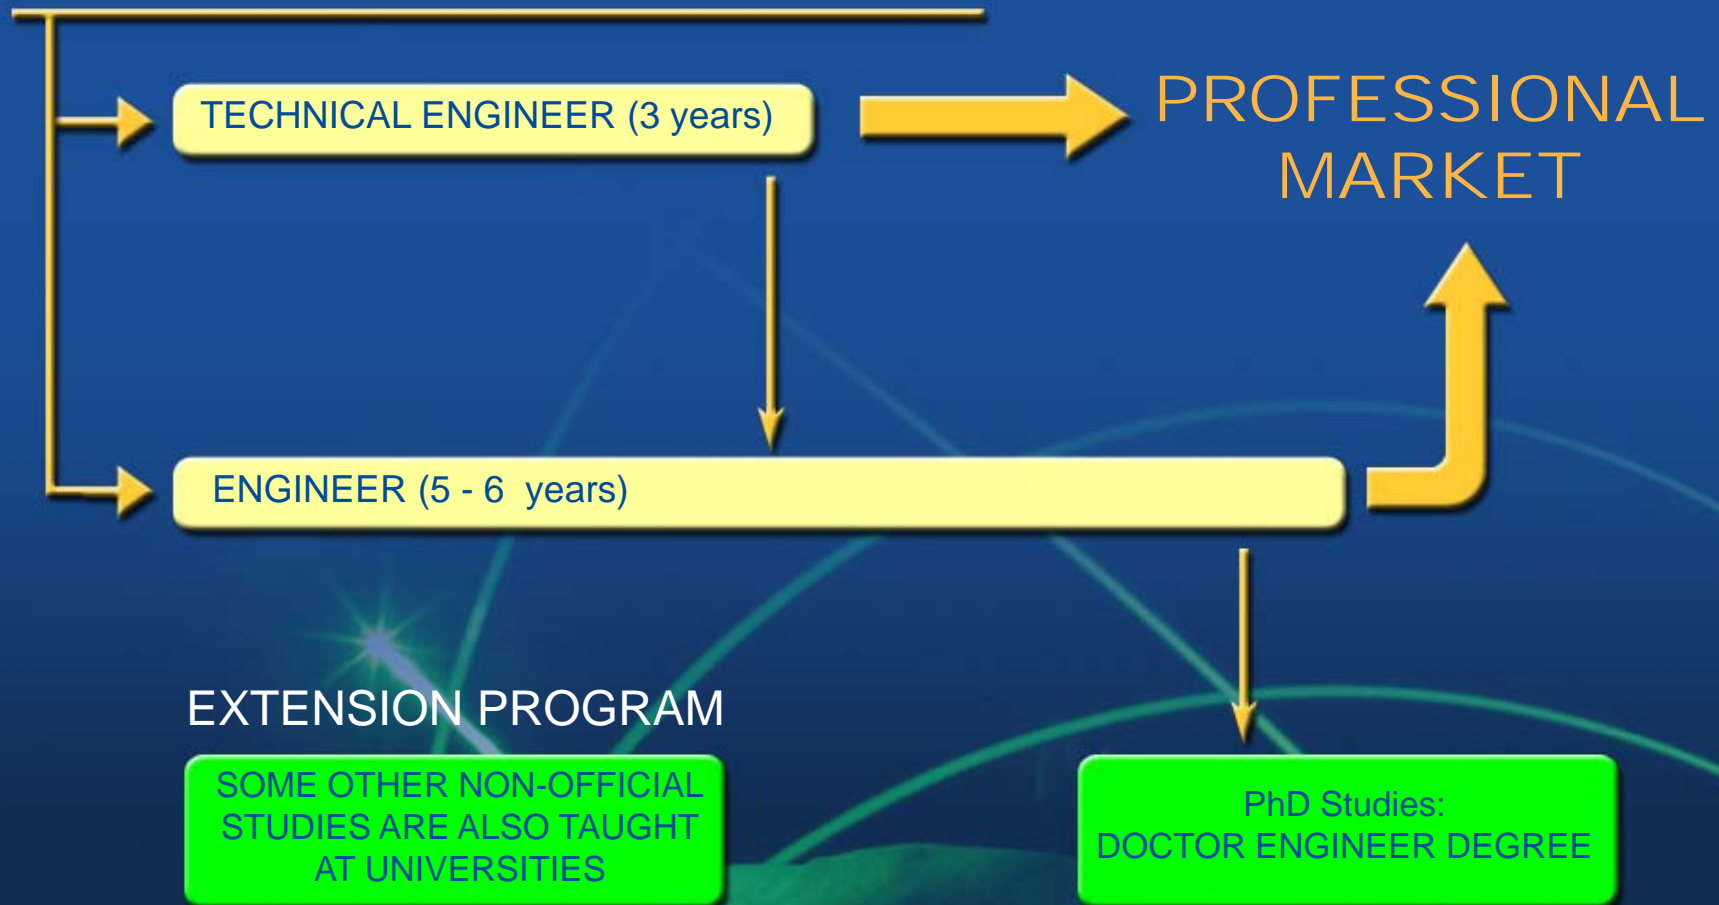 TECHNICAL ENGINEER (3 years)
PROFESSIONAL
MARKET
ENGINEER (5 - 6 years)
EXTENSION PROGRAM
SOME OTHER NON-OFFICIAL
STUDIES ARE ALSO TAUGHT
AT UNIVERSITIES
PhD Studies:
DOCTOR ENGINEER DEGREE